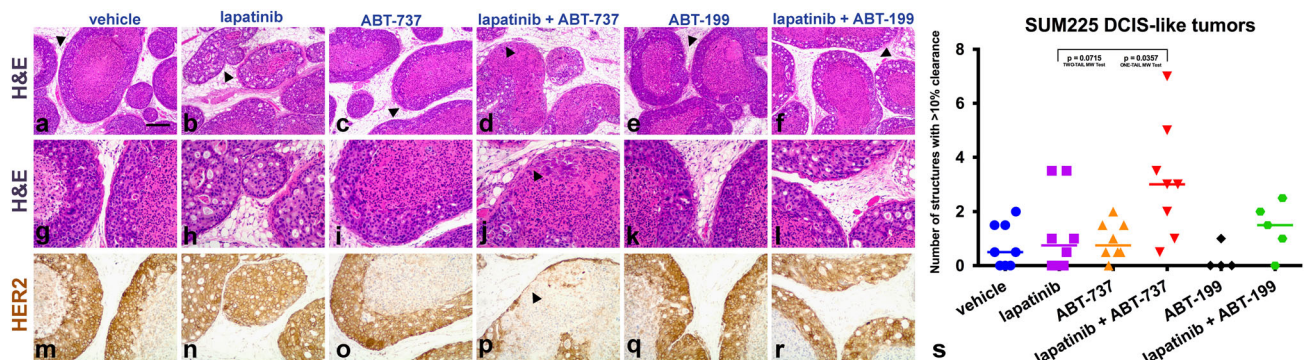 vehicle
lapatinib
ABT-737
lapatinib + ABT-737
ABT-199
lapatinib + ABT-199
H&E
a
b
c
d
e
f
H&E
g
h
i
j
k
l
HER2
m
n
o
p
q
r
SUM225 DCIS-like tumors
Number of structures with >10% clearance
8
6
4
2
0
p = 0.0715
TWO-TAIL MW Test
p = 0.0357
ONE-TAIL MW Test
vehicle
lapatinib
ABT-737
lapatinib + ABT-737
ABT-199
lapatinib + ABT-199
s